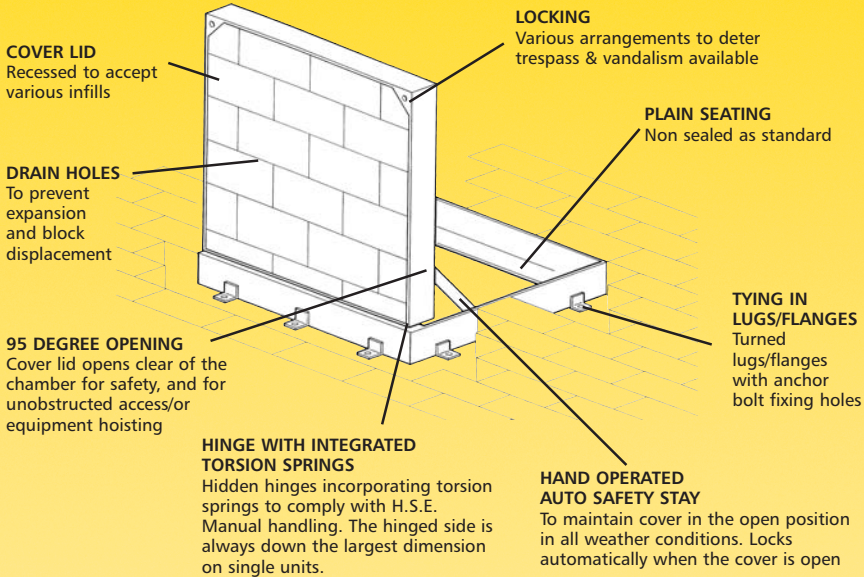 COVER LID
Recessed to accept
various infills
LOCKING
Various arrangements to deter
trespass & vandalism available
PLAIN SEATING
Non sealed as standard
DRAIN HOLES
To prevent
expansion
and block
displacement
TYING IN
LUGS/FLANGES
Turned
lugs/flanges
with anchor
bolt fixing holes
95 DEGREE OPENING
Cover lid opens clear of the
chamber for safety, and for
unobstructed access/or
equipment hoisting
HINGE WITH INTEGRATED
TORSION SPRINGS
Hidden hinges incorporating torsion
springs to comply with H.S.E.
Manual handling. The hinged side is
always down the largest dimension
on single units.
HAND OPERATED
AUTO SAFETY STAY
To maintain cover in the open position
in all weather conditions. Locks
automatically when the cover is open